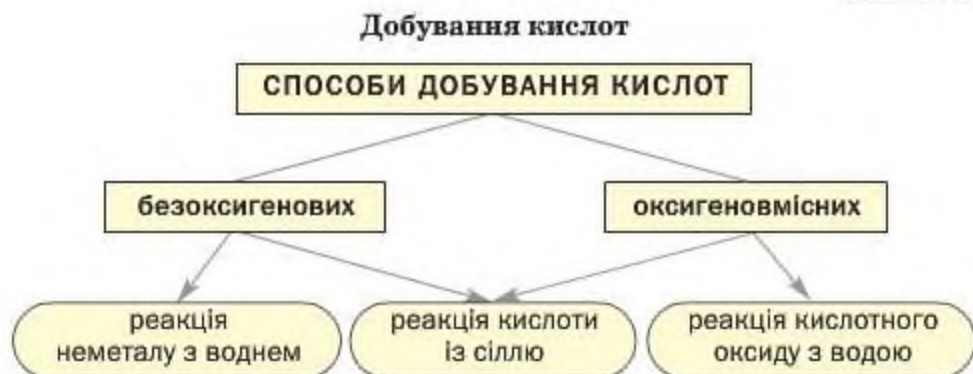 Добування кислот
СПОСОБИ ДОБУВАННЯ КИСЛОТ
безоксигенових
оксигеновмісних
реакція
неметалу з воднем
реакція кислоти
із сіллю
реакція кислотного
оксиду з водою